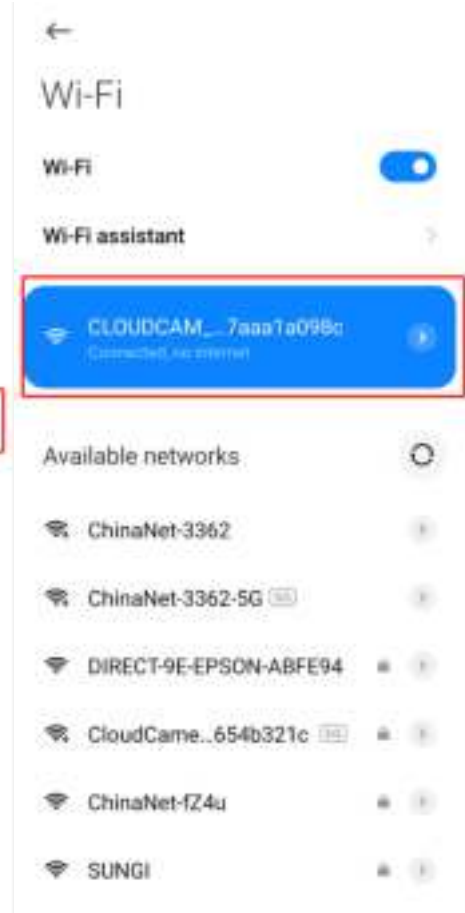 Wi-Fi
Wi-Fi
Wi-Fi assistant
CLOUDCAM_...7aaa1a098c
Connected, no internet
Available networks
ChinaNet-3362
ChinaNet-3362-5G
DIRECT-9E-EPSON-ABFE94
CloudCame..654b321c
ChinaNet-fZ4u
SUNGI